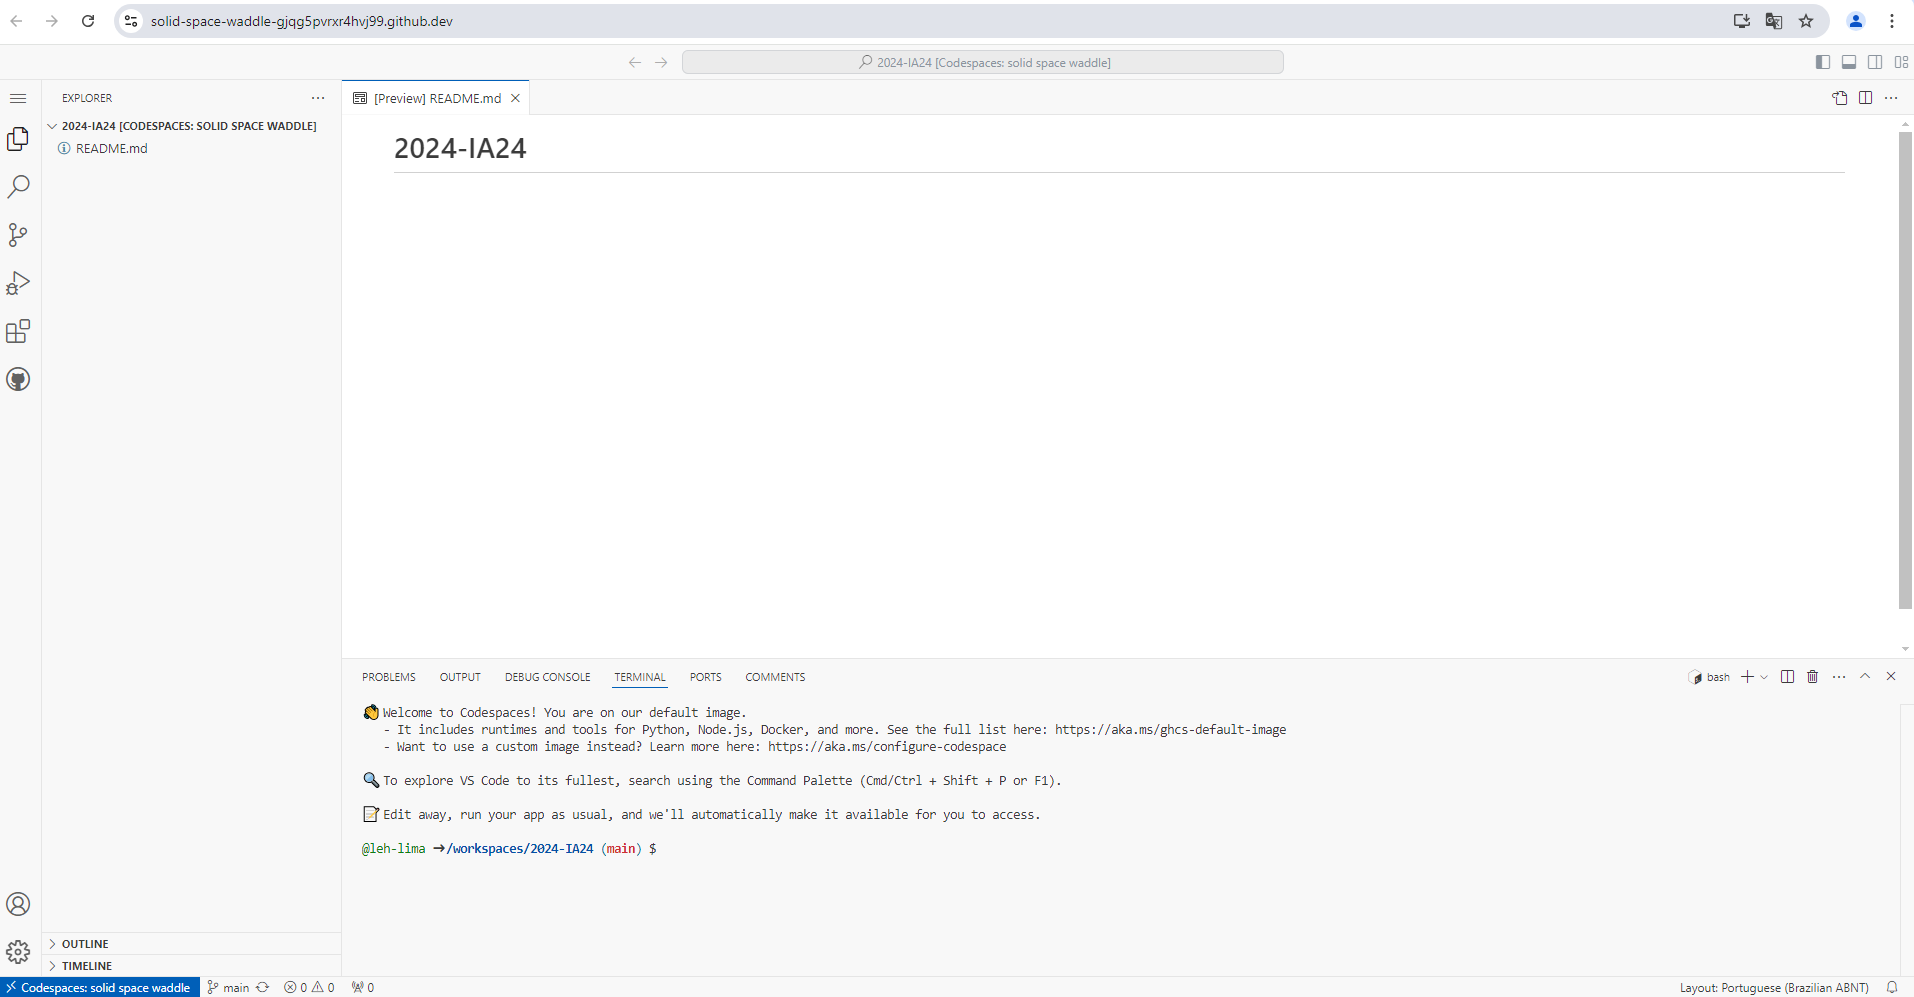 solid-space-waddle-gjqg5pvrxr4hvj99.github.dev
2024-IA24 [Codespaces: solid space waddle]
EXPLORER
2024-IA24 [CODESPACES: SOLID SPACE WADDLE]
README.md
[Preview] README.md
2024-IA24
PROBLEMS OUTPUT DEBUG CONSOLE TERMINAL PORTS COMMENTS
bash
Welcome to Codespaces! You are on our default image.
- It includes runtimes and tools for Python, Node.js, Docker, and more. See the full list here: https://aka.ms/ghcs-default-image
- Want to use a custom image instead? Learn more here: https://aka.ms/configure-codespace
To explore VS Code to its fullest, search using the Command Palette (Cmd/Ctrl + Shift + P or F1).
Edit away, run your app as usual, and we'll automatically make it available for you to access.
@leh-lima ➜/workspaces/2024-IA24 (main) $
OUTLINE
TIMELINE
Codespaces: solid space waddle main 0 0 0 Layout: Portuguese (Brazilian ABNT)